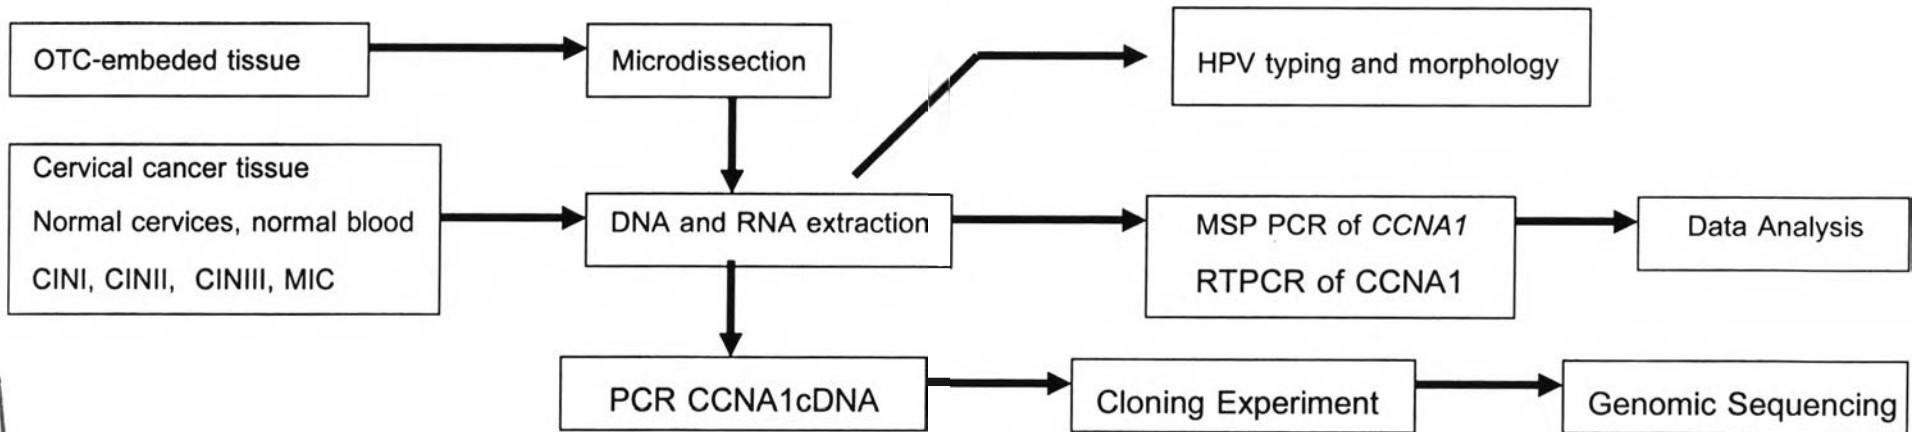 OTC-embeded tissue
Microdissection
HPV typing and morphology
Cervical cancer tissue
Normal cervices, normal blood
CINI, CINII, CINIII, MIC
DNA and RNA extraction
MSP PCR of CCNA1
RTPCR of CCNA1
Data Analysis
PCR CCNA1cDNA
Cloning Experiment
Genomic Sequencing